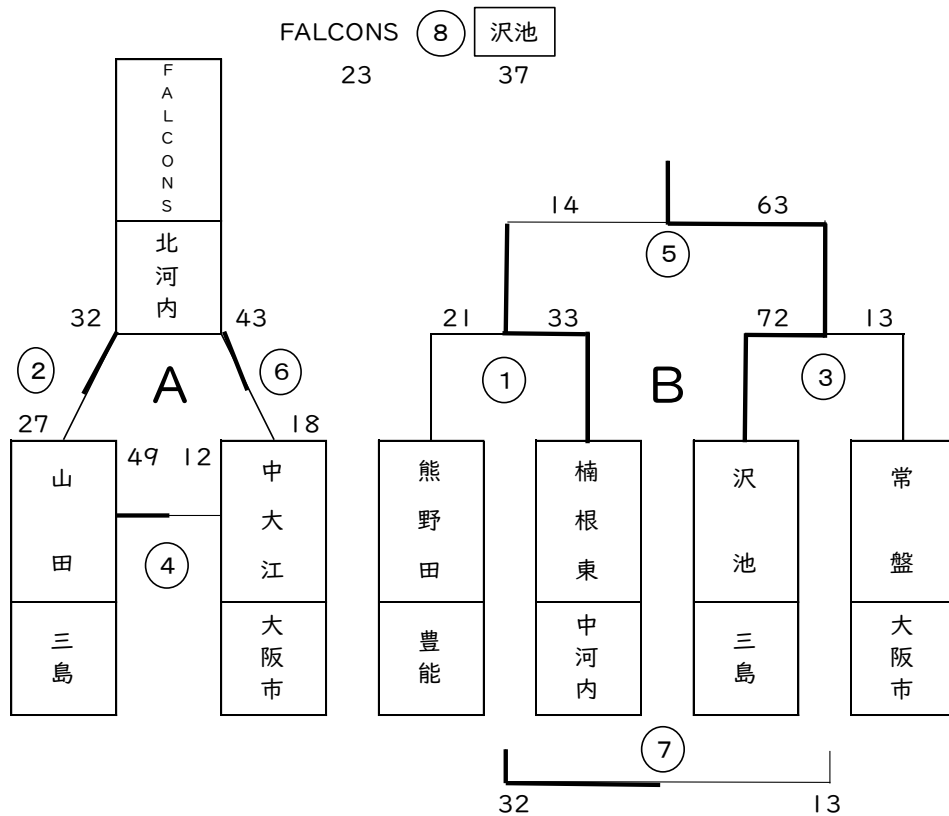 FALCONS ⑧ 沢池
23 37
FALCONS
北河内
14 63
⑤
32 43
21 33 72 13
② A ⑥
① B ③
27 18
49 12
④
山田
中大江
熊野田
楠根東
沢池
常盤
三島
大阪市
豊能
中河内
三島
大阪市
⑦
32 13